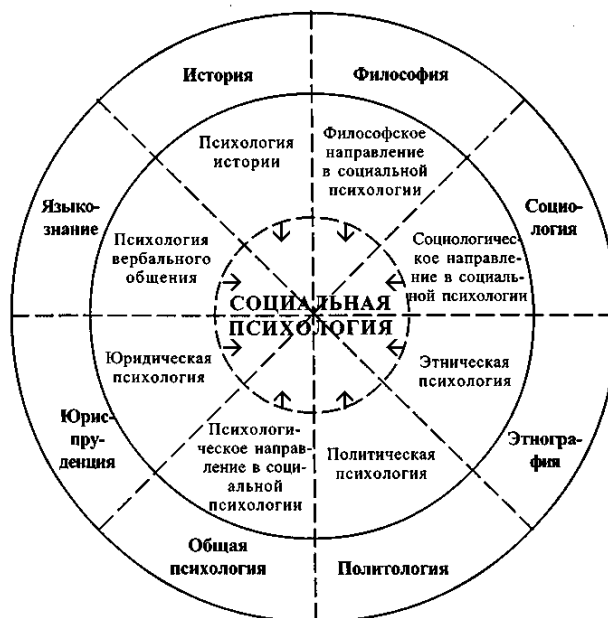 История
Философия
Психология
истории
Философское
направление
в социальной
психологии
Языко-
знание
Социо-
логия
Психология
вербального
общения
Социологичес-
кое направле-
ние в социаль-
ной психологии
СОЦИАЛЬНАЯ
ПСИХОЛОГИЯ
Юридическая
психология
Этническая
психология
Юрис-
пру-
денция
Этногра-
фия
Психологи-
ческое направ-
ление в соци-
альной
психологии
Политическая
психология
Общая
психология
Политология